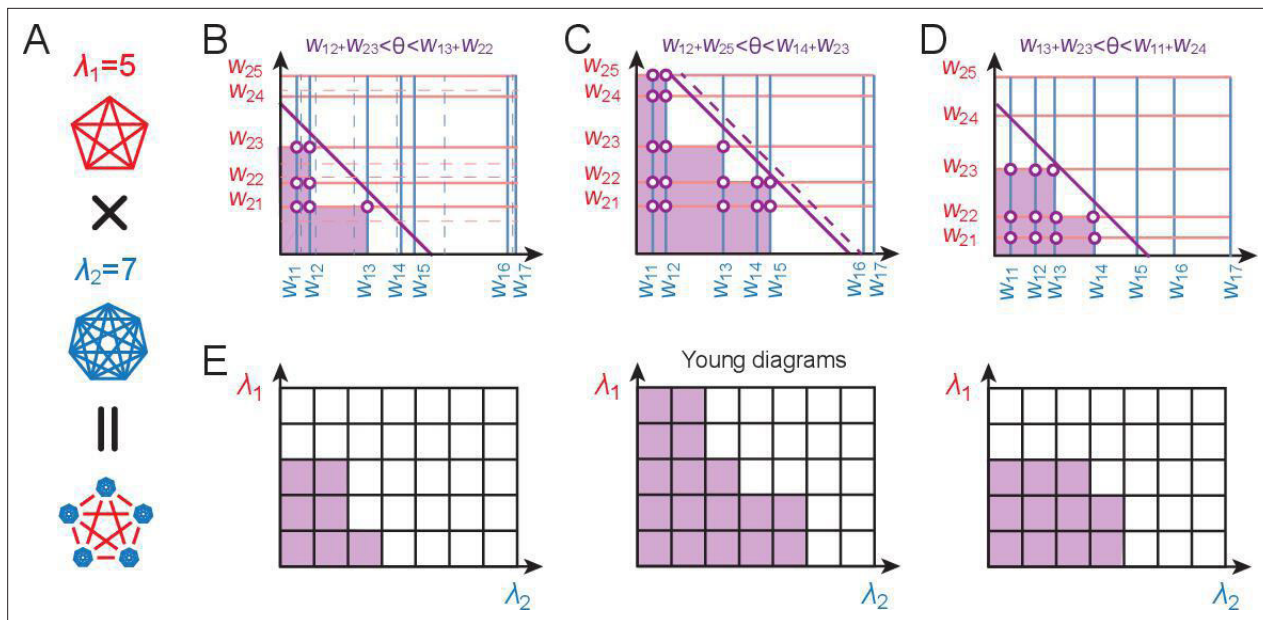 A
λ1=5
λ2=7
B
W12+W23<θ<W13+W22
W25
W24
W23
W22
W21
W11
W12
W13
W14
W15
W16
W17
C
W12+W25<θ<W14+W23
W25
W24
W23
W22
W21
W11
W12
W13
W14
W15
W16
W17
D
W13+W23<θ<W11+W24
W25
W24
W23
W22
W21
W11
W12
W13
W14
W15
W16
W17
E
Young diagrams
λ1
λ2
λ1
λ2
λ1
λ2